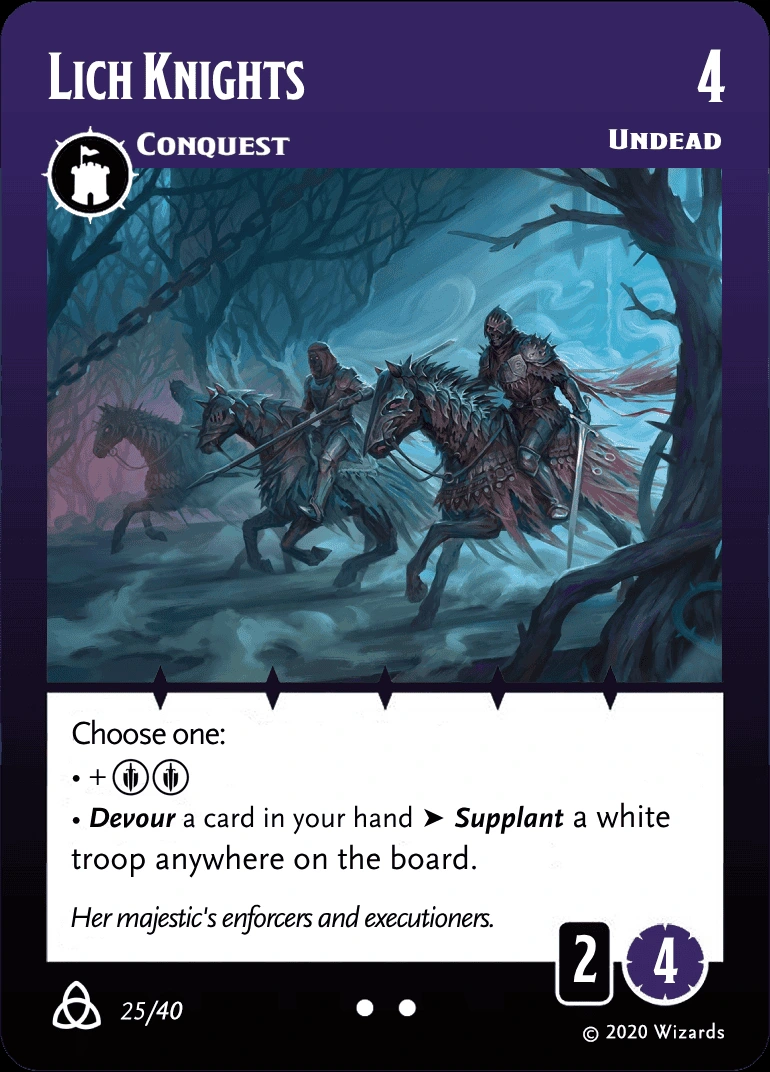 Lich Knights 4
Conquest Undead
Choose one:
• +
• Devour a card in your hand ➤ Supplant a white
troop anywhere on the board.
Her majestic's enforcers and executioners.
2 4
25/40
© 2020 Wizards